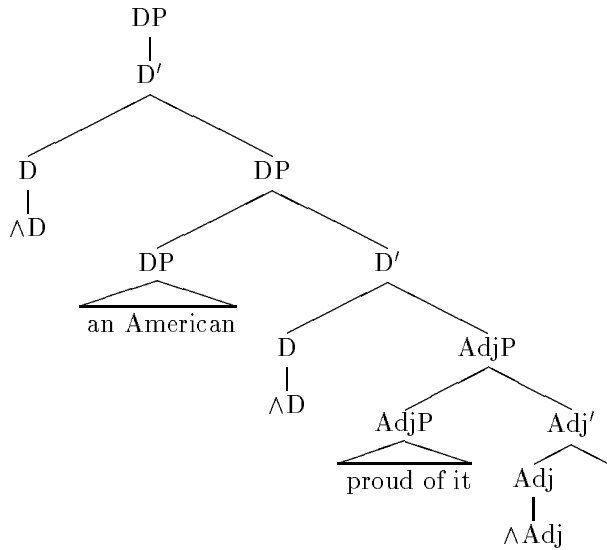 DP
D′
D DP
∧D
DP D′
an American
D AdjP
∧D
AdjP Adj′
proud of it Adj
∧Adj